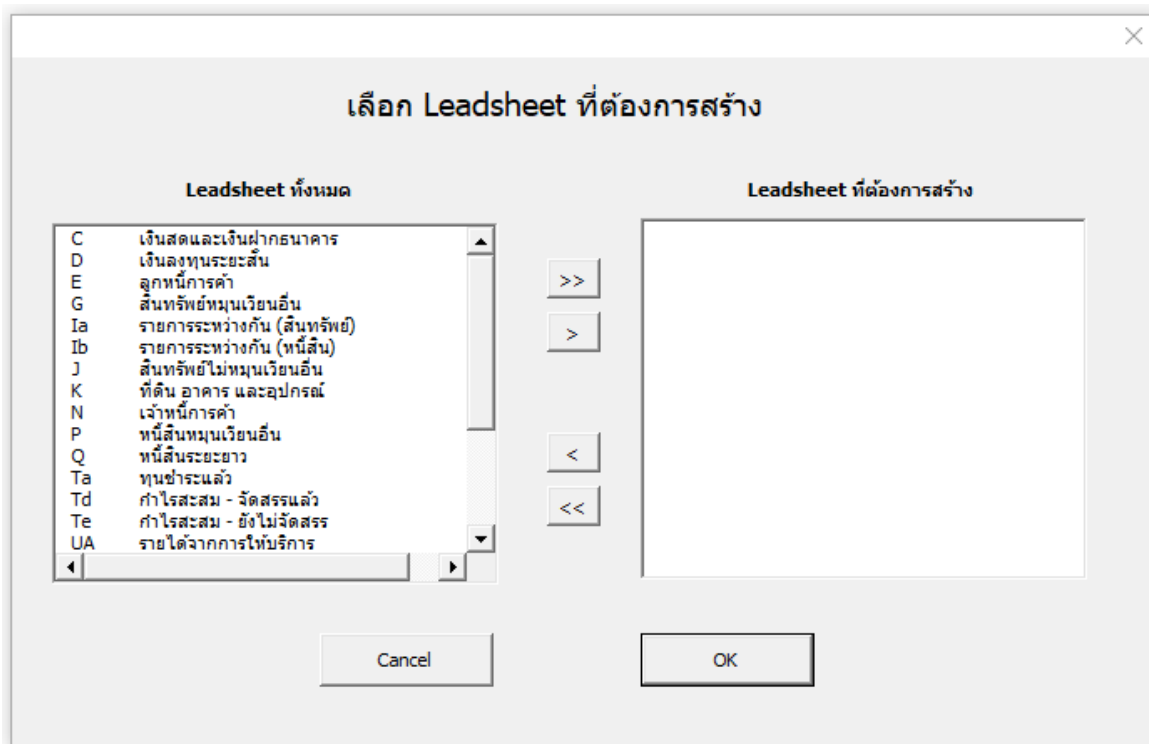 เลือก Leadsheet ที่ต้องการสร้าง
Leadsheet ทั้งหมด
C เงินสดและเงินฝากธนาคาร
D เงินลงทุนระยะสั้น
E ลูกหนี้การค้า
G สินทรัพย์หมุนเวียนอื่น
Ia รายการระหว่างกัน (สินทรัพย์)
Ib รายการระหว่างกัน (หนี้สิน)
J สินทรัพย์ไม่หมุนเวียนอื่น
K ที่ดิน อาคาร และอุปกรณ์
N เจ้าหนี้การค้า
P หนี้สินหมุนเวียนอื่น
Q หนี้สินระยะยาว
Ta ทุนชำระแล้ว
Td กำไรสะสม - จัดสรรแล้ว
Te กำไรสะสม - ยังไม่จัดสรร
UA รายได้จากการให้บริการ
>>
>
<
<<
Leadsheet ที่ต้องการสร้าง
Cancel
OK